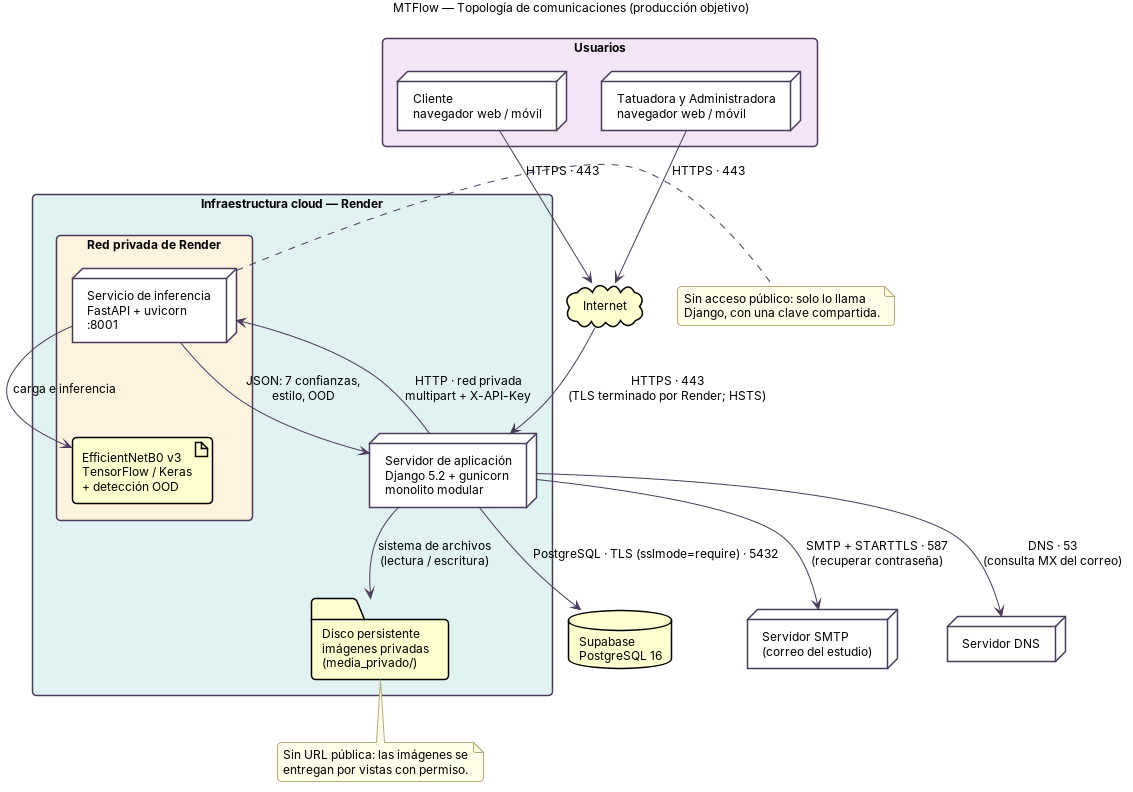 MTFlow — Topología de comunicaciones (producción objetivo)
Usuarios
Cliente
navegador web / móvil
Tatuadora y Administradora
navegador web / móvil
HTTPS · 443
HTTPS · 443
Infraestructura cloud — Render
Red privada de Render
Servicio de inferencia
FastAPI + uvicorn
:8001
Internet
Sin acceso público: solo lo llama
Django, con una clave compartida.
carga e inferencia
JSON: 7 confianzas,
estilo, OOD
HTTP · red privada
multipart + X-API-Key
HTTPS · 443
(TLS terminado por Render; HSTS)
EfficientNetB0 v3
TensorFlow / Keras
+ detección OOD
Servidor de aplicación
Django 5.2 + gunicorn
monolito modular
sistema de archivos
(lectura / escritura)
PostgreSQL · TLS (sslmode=require) · 5432
SMTP + STARTTLS · 587
(recuperar contraseña)
DNS · 53
(consulta MX del correo)
Disco persistente
imágenes privadas
(media_privado/)
Supabase
PostgreSQL 16
Servidor SMTP
(correo del estudio)
Servidor DNS
Sin URL pública: las imágenes se
entregan por vistas con permiso.